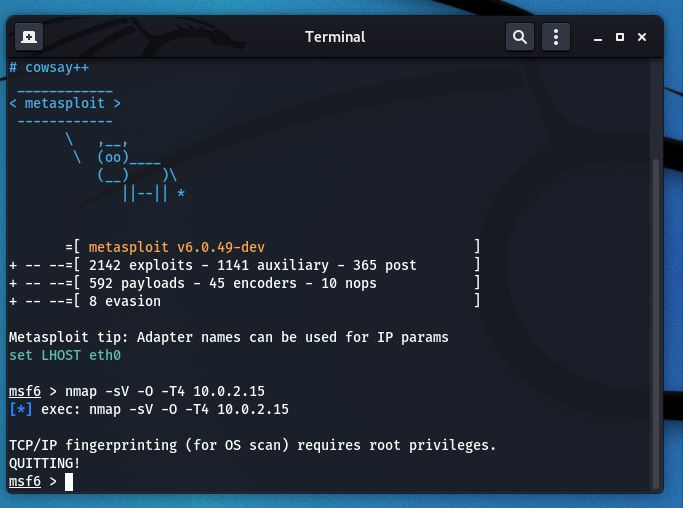 Terminal
# cowsay++
 ____________
< metasploit >
 ------------
       \   ,__,
        \  (oo)____
           (__)    )\
              ||--|| *
       =[ metasploit v6.0.49-dev                          ]
+ -- --=[ 2142 exploits - 1141 auxiliary - 365 post       ]
+ -- --=[ 592 payloads - 45 encoders - 10 nops            ]
+ -- --=[ 8 evasion                                       ]
Metasploit tip: Adapter names can be used for IP params
set LHOST eth0
msf6 > nmap -sV -O -T4 10.0.2.15
[*] exec: nmap -sV -O -T4 10.0.2.15
TCP/IP fingerprinting (for OS scan) requires root privileges.
QUITTING!
msf6 >